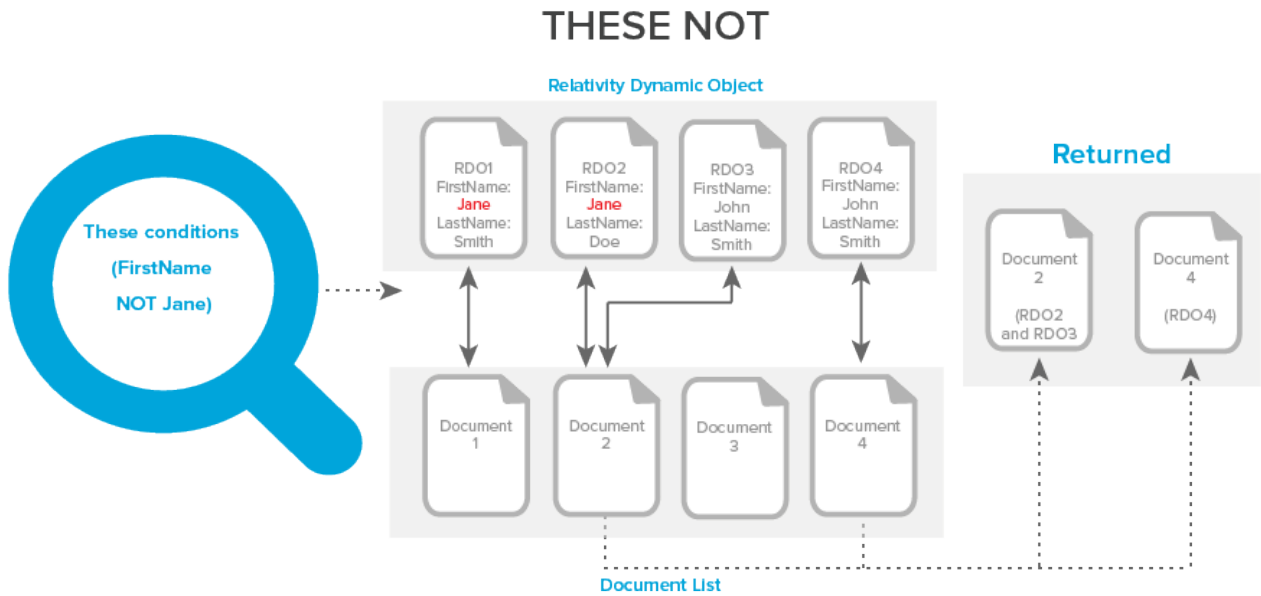 THESE NOT
Relativity Dynamic Object
These conditions
(FirstName
NOT Jane)
RDO1
FirstName:
Jane
LastName:
Smith
RDO2
FirstName:
Jane
LastName:
Doe
RDO3
FirstName:
John
LastName:
Smith
RDO4
FirstName:
John
LastName:
Smith
Returned
Document
2
(RDO2
and RDO3
Document
4
(RDO4)
Document
1
Document
2
Document
3
Document
4
Document List